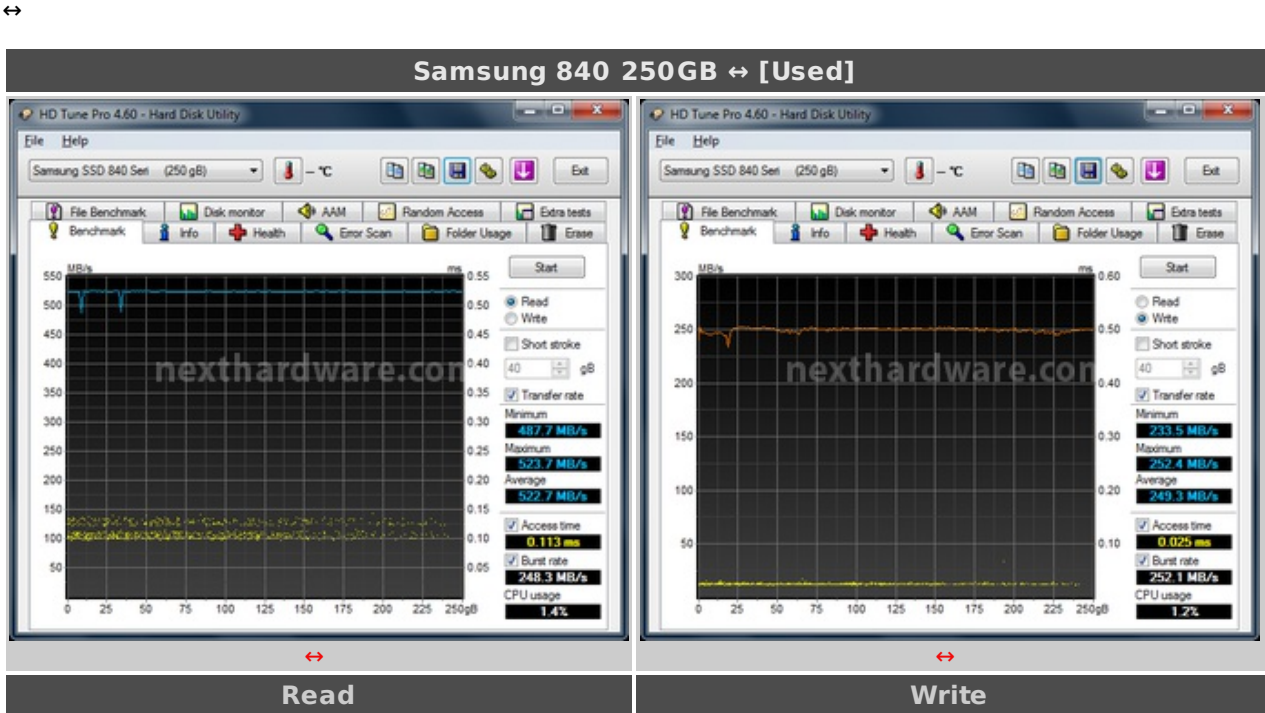 ↔
Samsung 840 250GB ↔ [Used]
HD Tune Pro 4.60 - Hard Disk Utility
File Help
Samsung SSD 840 Seri (250 gB) – °C Exit
File Benchmark Disk monitor AAM Random Access Extra tests
Benchmark Info Health Error Scan Folder Usage Erase
MB/s ms
Start
550 500 450 400 350 300 250 200 150 100 50
0.55 0.50 0.45 0.40 0.35 0.30 0.25 0.20 0.15 0.10 0.05
0 25 50 75 100 125 150 175 200 225 250gB
nexthardware.com
Read
Write
Short stroke
40 gB
Transfer rate
Minimum
487.7 MB/s
Maximum
523.7 MB/s
Average
522.7 MB/s
Access time
0.113 ms
Burst rate
248.3 MB/s
CPU usage
1.4%
↔
Read
HD Tune Pro 4.60 - Hard Disk Utility
File Help
Samsung SSD 840 Seri (250 gB) – °C Exit
File Benchmark Disk monitor AAM Random Access Extra tests
Benchmark Info Health Error Scan Folder Usage Erase
MB/s ms
Start
300 250 200 150 100 50
0.60 0.50 0.40 0.30 0.20 0.10
0 25 50 75 100 125 150 175 200 225 250gB
nexthardware.com
Read
Write
Short stroke
40 gB
Transfer rate
Minimum
233.5 MB/s
Maximum
252.4 MB/s
Average
249.3 MB/s
Access time
0.025 ms
Burst rate
252.1 MB/s
CPU usage
1.2%
↔
Write